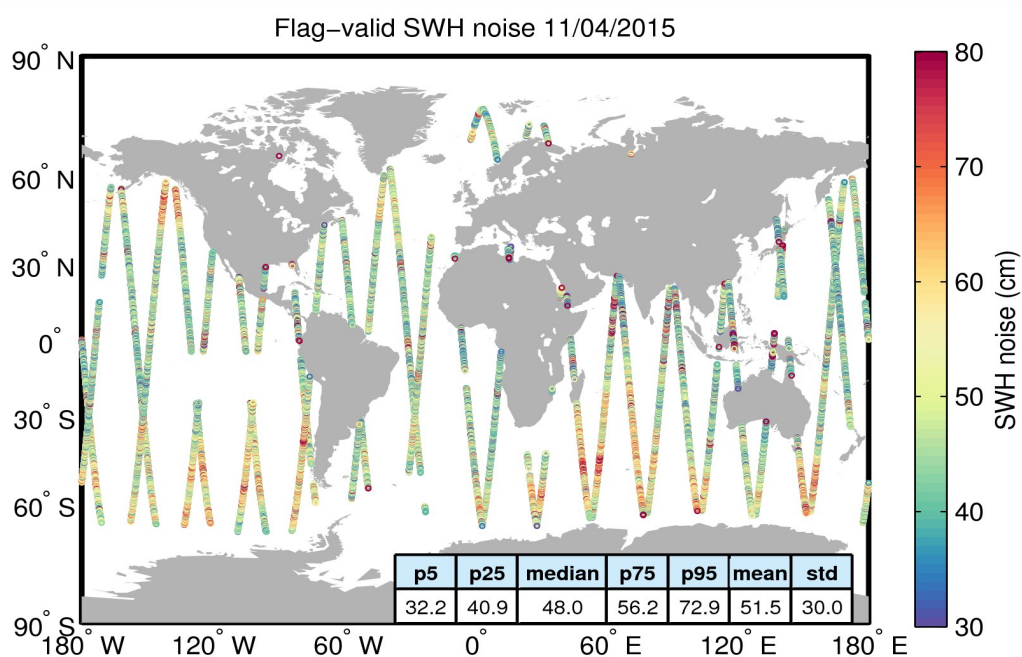 Flag−valid SWH noise 11/04/2015
90° N
60° N
30° N
0°
30° S
60° S
90° S
180° W
120° W
60° W
0°
60° E
120° E
180° E
80
70
60
50
40
30
SWH noise (cm)
p5 p25 median p75 p95 mean std
32.2 40.9 48.0 56.2 72.9 51.5 30.0